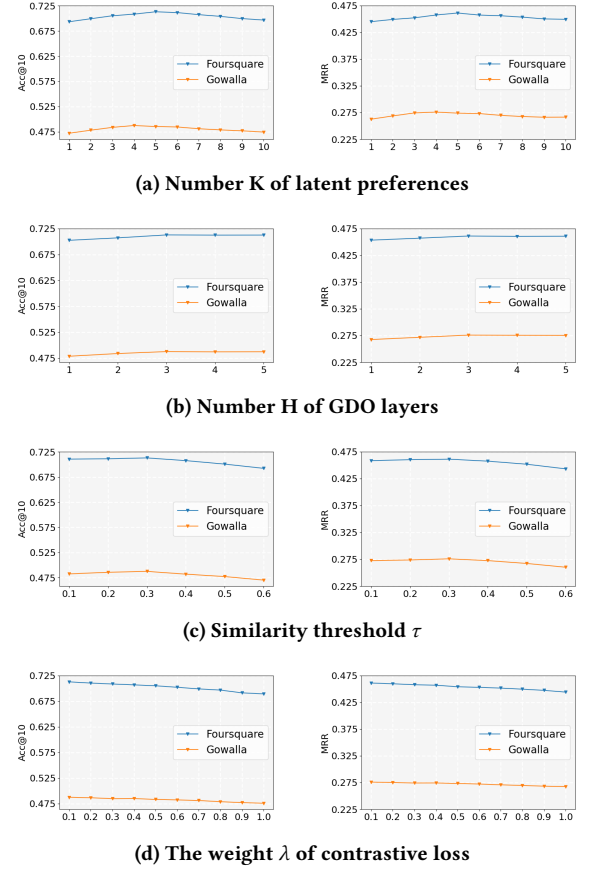 0.725
0.675
0.625
0.575
0.525
0.475
Acc@10
Foursquare
Gowalla
1 2 3 4 5 6 7 8 9 10
0.475
0.425
0.375
0.325
0.275
0.225
MRR
Foursquare
Gowalla
1 2 3 4 5 6 7 8 9 10
(a) Number K of latent preferences
0.725
0.675
0.625
0.575
0.525
0.475
Acc@10
Foursquare
Gowalla
1 2 3 4 5
0.475
0.425
0.375
0.325
0.275
0.225
MRR
Foursquare
Gowalla
1 2 3 4 5
(b) Number H of GDO layers
0.725
0.675
0.625
0.575
0.525
0.475
Acc@10
Foursquare
Gowalla
0.1 0.2 0.3 0.4 0.5 0.6
0.475
0.425
0.375
0.325
0.275
0.225
MRR
Foursquare
Gowalla
0.1 0.2 0.3 0.4 0.5 0.6
(c) Similarity threshold τ
0.725
0.675
0.625
0.575
0.525
0.475
Acc@10
Foursquare
Gowalla
0.1 0.2 0.3 0.4 0.5 0.6 0.7 0.8 0.9 1.0
0.475
0.425
0.375
0.325
0.275
0.225
MRR
Foursquare
Gowalla
0.1 0.2 0.3 0.4 0.5 0.6 0.7 0.8 0.9 1.0
(d) The weight λ of contrastive loss